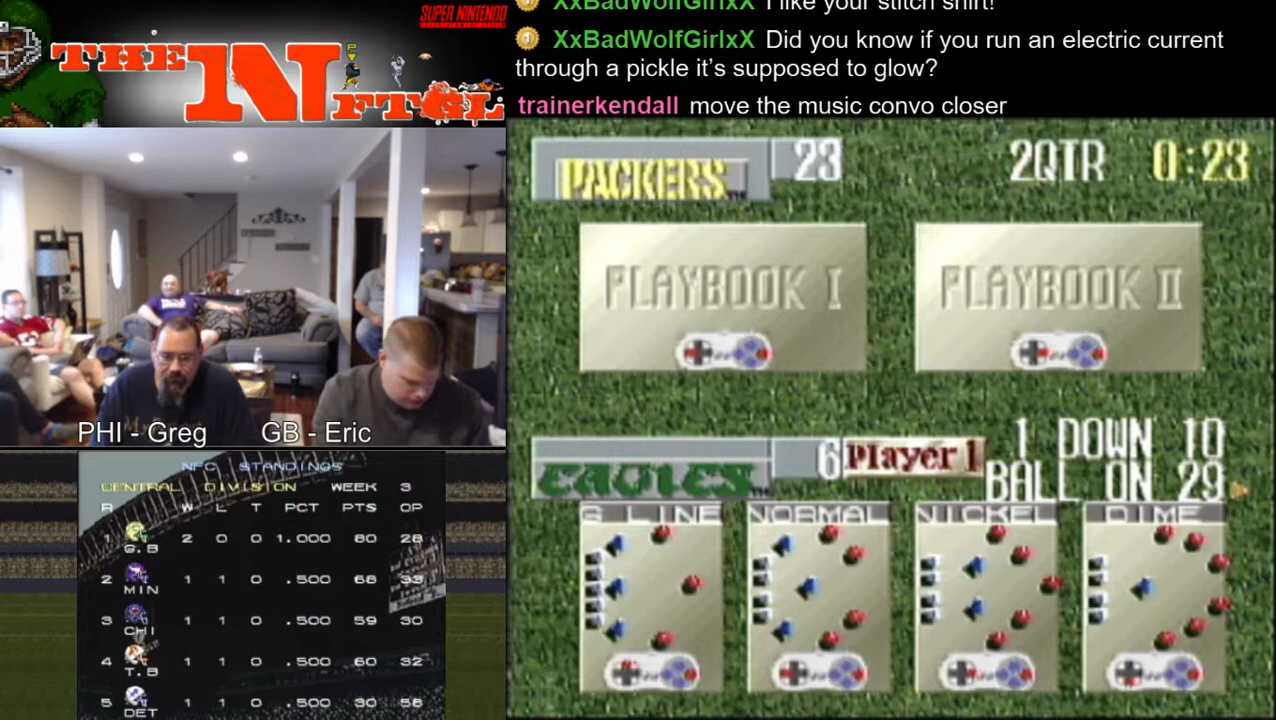 SUPER NINTENDO
THE N FTGL
XxBadWolfGirlxX I like your stitch shirt!
XxBadWolfGirlxX Did you know if you run an electric current
through a pickle it's supposed to glow?
trainerkendall move the music convo closer
PACKERS 23 2QTR 0:23
PLAYBOOK I PLAYBOOK II
EAGLES 6 Player 1 1 DOWN 10
BALL ON 29
G LINE NORMAL NICKEL DIME
PHI - Greg GB - Eric
NFC STANDINGS
CENTRAL DIVISION WEEK 3
R W L T PCT PTS OP
1 G.B 2 0 0 1.000 80 28
2 MIN 1 1 0 .500 68 33
3 CHI 1 1 0 .500 59 30
4 T.B 1 1 0 .500 60 32
5 DET 1 1 0 .500 30 58